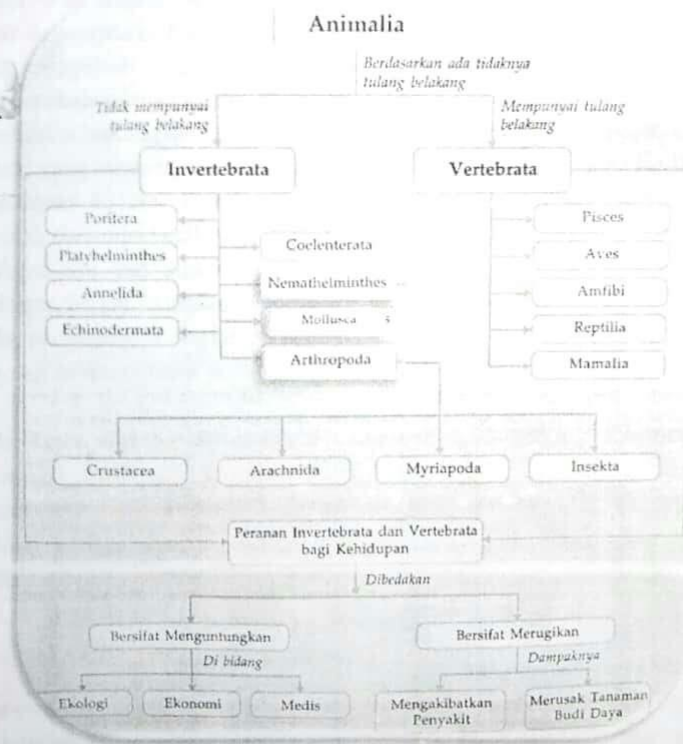 Animalia
Berdasarkan ada tidaknya
tulang belakang
Tidak mempunyai
tulang belakang
Mempunyai tulang
belakang
Invertebrata
Vertebrata
Porifera
Platyhelminthes
Annelida
Echinodermata
Coelenterata
Nemathelminthes
Mollusca
s
Arthropoda
Pisces
Aves
Amfibi
Reptilia
Mamalia
Crustacea
Arachnida
Myriapoda
Insekta
Peranan Invertebrata dan Vertebrata
bagi Kehidupan
Dibedakan
Bersifat Menguntungkan
Bersifat Merugikan
Di bidang
Dampaknya
Ekologi
Ekonomi
Medis
Mengakibatkan
Penyakit
Merusak Tanaman
Budi Daya